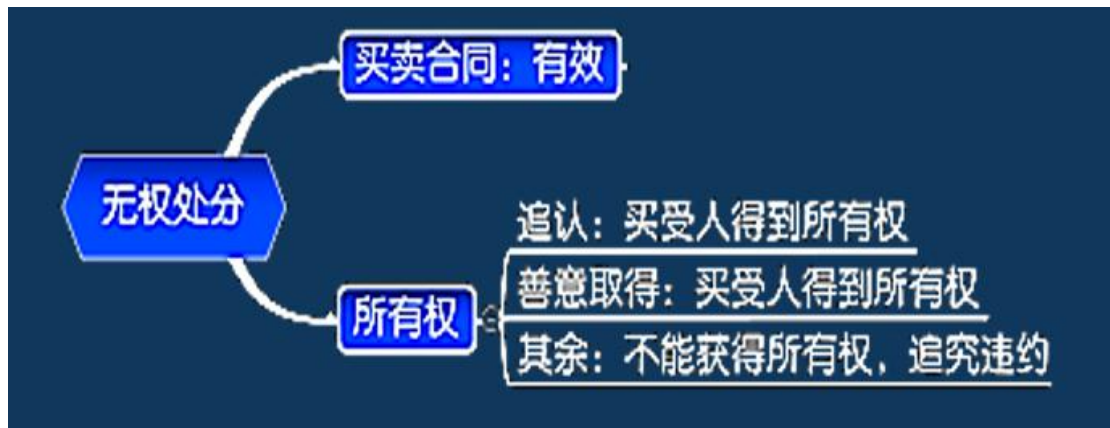 买卖合同：有效
无权处分
追认：买受人得到所有权
善意取得：买受人得到所有权
所有权
其余：不能获得所有权，追究违约